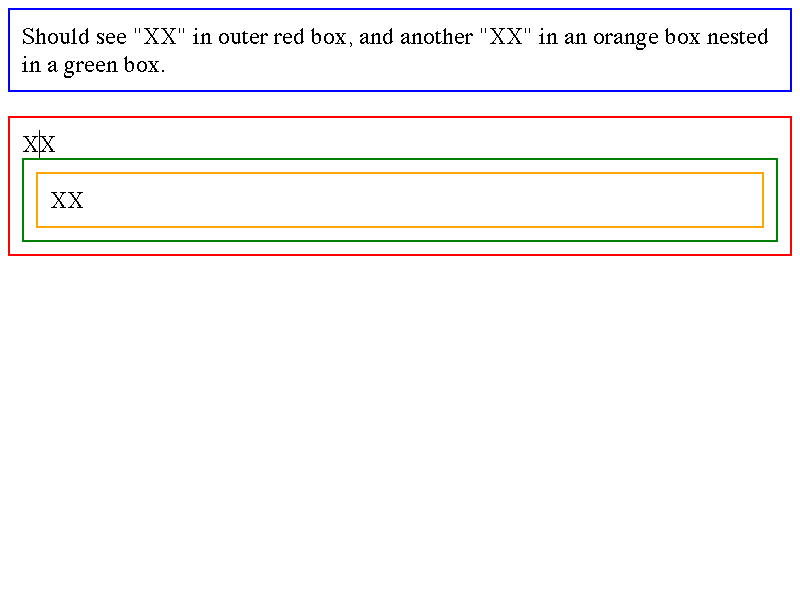 Should see "XX" in outer red box, and another "XX" in an orange box nested
in a green box.
XX
XX